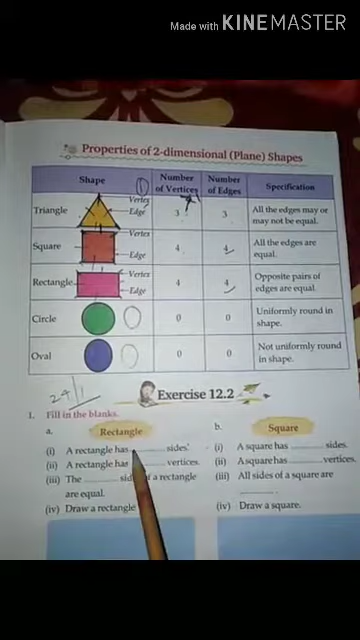 Made with KINEMASTER
Properties of 2-dimensional (Plane) Shapes
Shape Number of Vertices Number of Edges Specification
Triangle Vertex Edge 3 3 All the edges may or may not be equal.
Square Vertex Edge 4 4 All the edges are equal.
Rectangle Vertex Edge 4 4 Opposite pairs of edges are equal.
Circle 0 0 Uniformly round in shape.
Oval 0 0 Not uniformly round in shape.
24/1
Exercise 12.2
1. Fill in the blanks.
a. Rectangle
(i) A rectangle has ............ sides.
(ii) A rectangle has ............ vertices.
(iii) The ............ of a rectangle
are equal.
(iv) Draw a rectangle
b. Square
(i) A square has ............ sides.
(ii) A square has ............ vertices.
(iii) All sides of a square are
............ .
(iv) Draw a square.